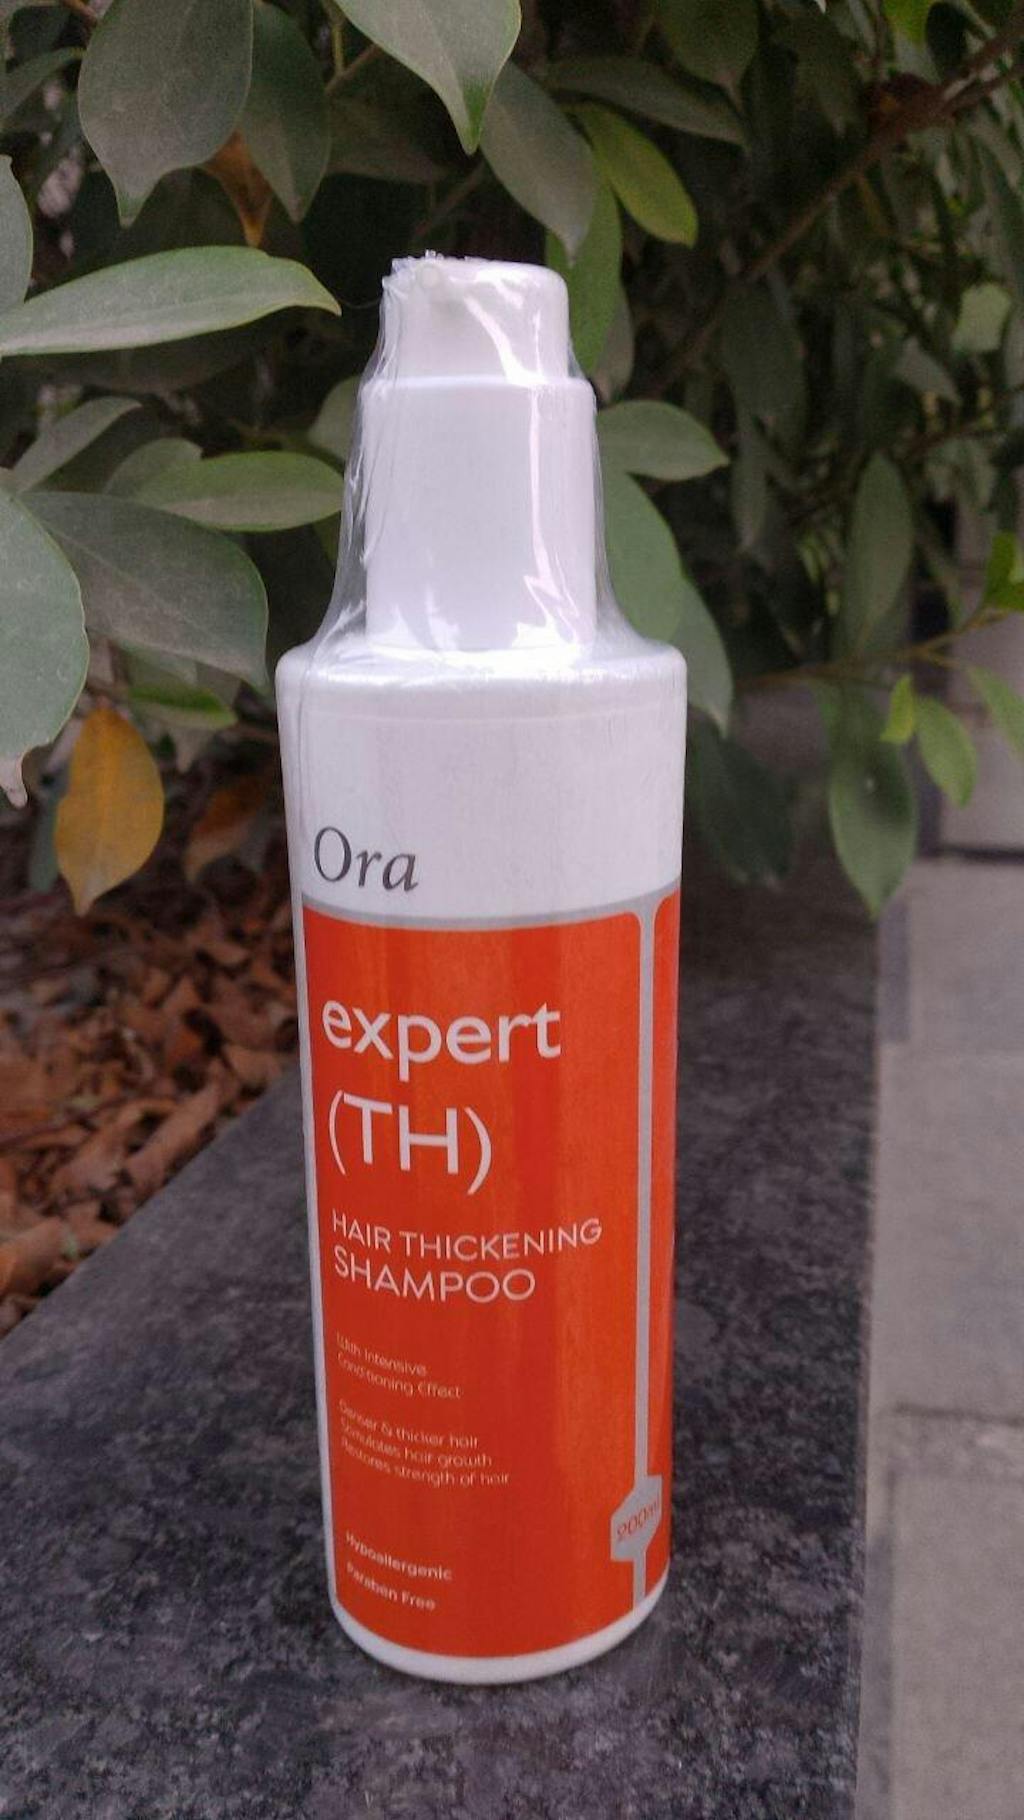 Ora
expert
(TH)
HAIR THICKENING
SHAMPOO
With Intensive
Conditioning Effect
Denser & thicker hair
Stimulates hair growth
Restores strength of hair
Hypoallergenic
Paraben Free
200ml